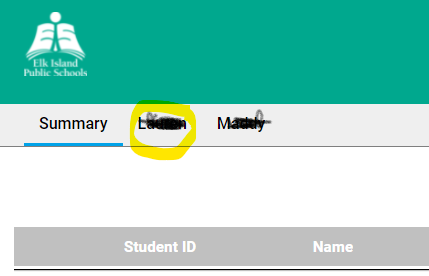 Elk Island
Public Schools
Summary
Student ID Name